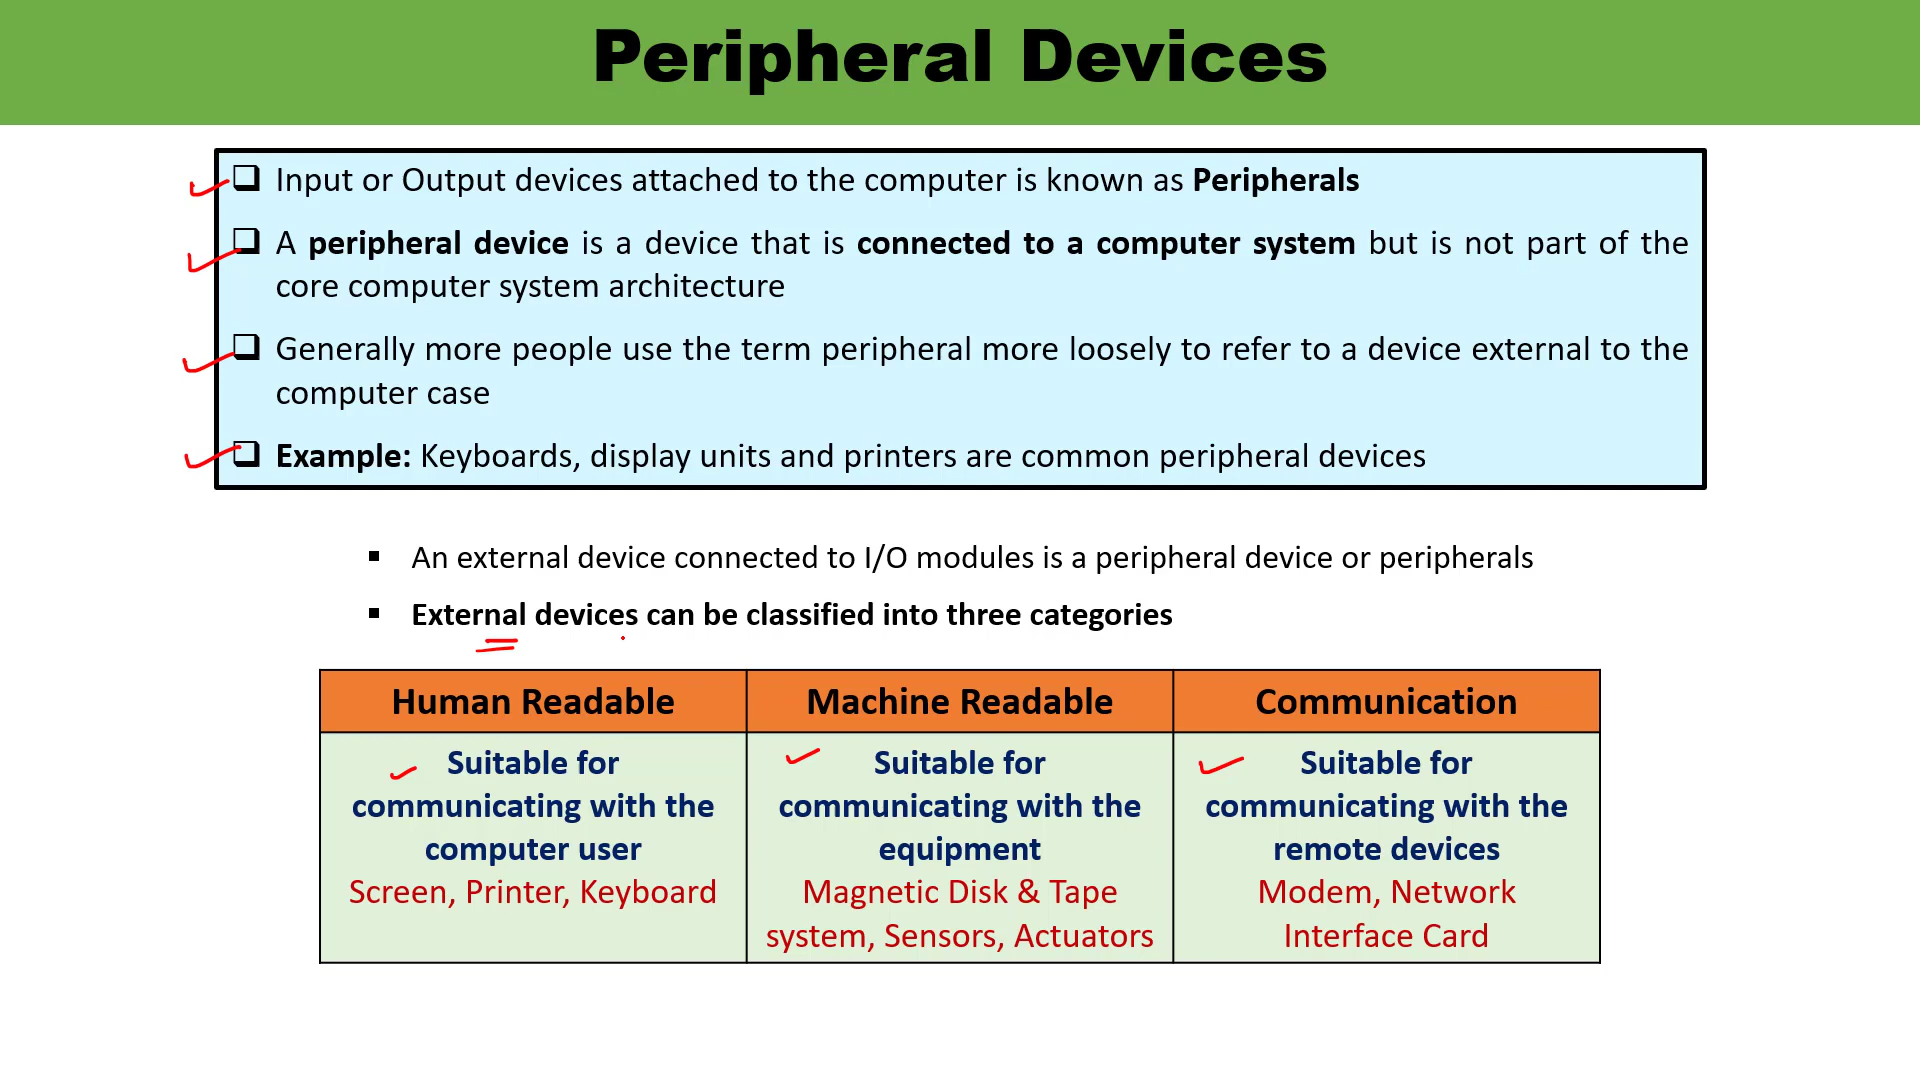 Peripheral Devices
❑ Input or Output devices attached to the computer is known as Peripherals
❑ A peripheral device is a device that is connected to a computer system but is not part of the
core computer system architecture
❑ Generally more people use the term peripheral more loosely to refer to a device external to the
computer case
❑ Example: Keyboards, display units and printers are common peripheral devices
▪ An external device connected to I/O modules is a peripheral device or peripherals
▪ External devices can be classified into three categories
Human Readable
Suitable for
communicating with the
computer user
Screen, Printer, Keyboard
Machine Readable
Suitable for
communicating with the
equipment
Magnetic Disk & Tape
system, Sensors, Actuators
Communication
Suitable for
communicating with the
remote devices
Modem, Network
Interface Card